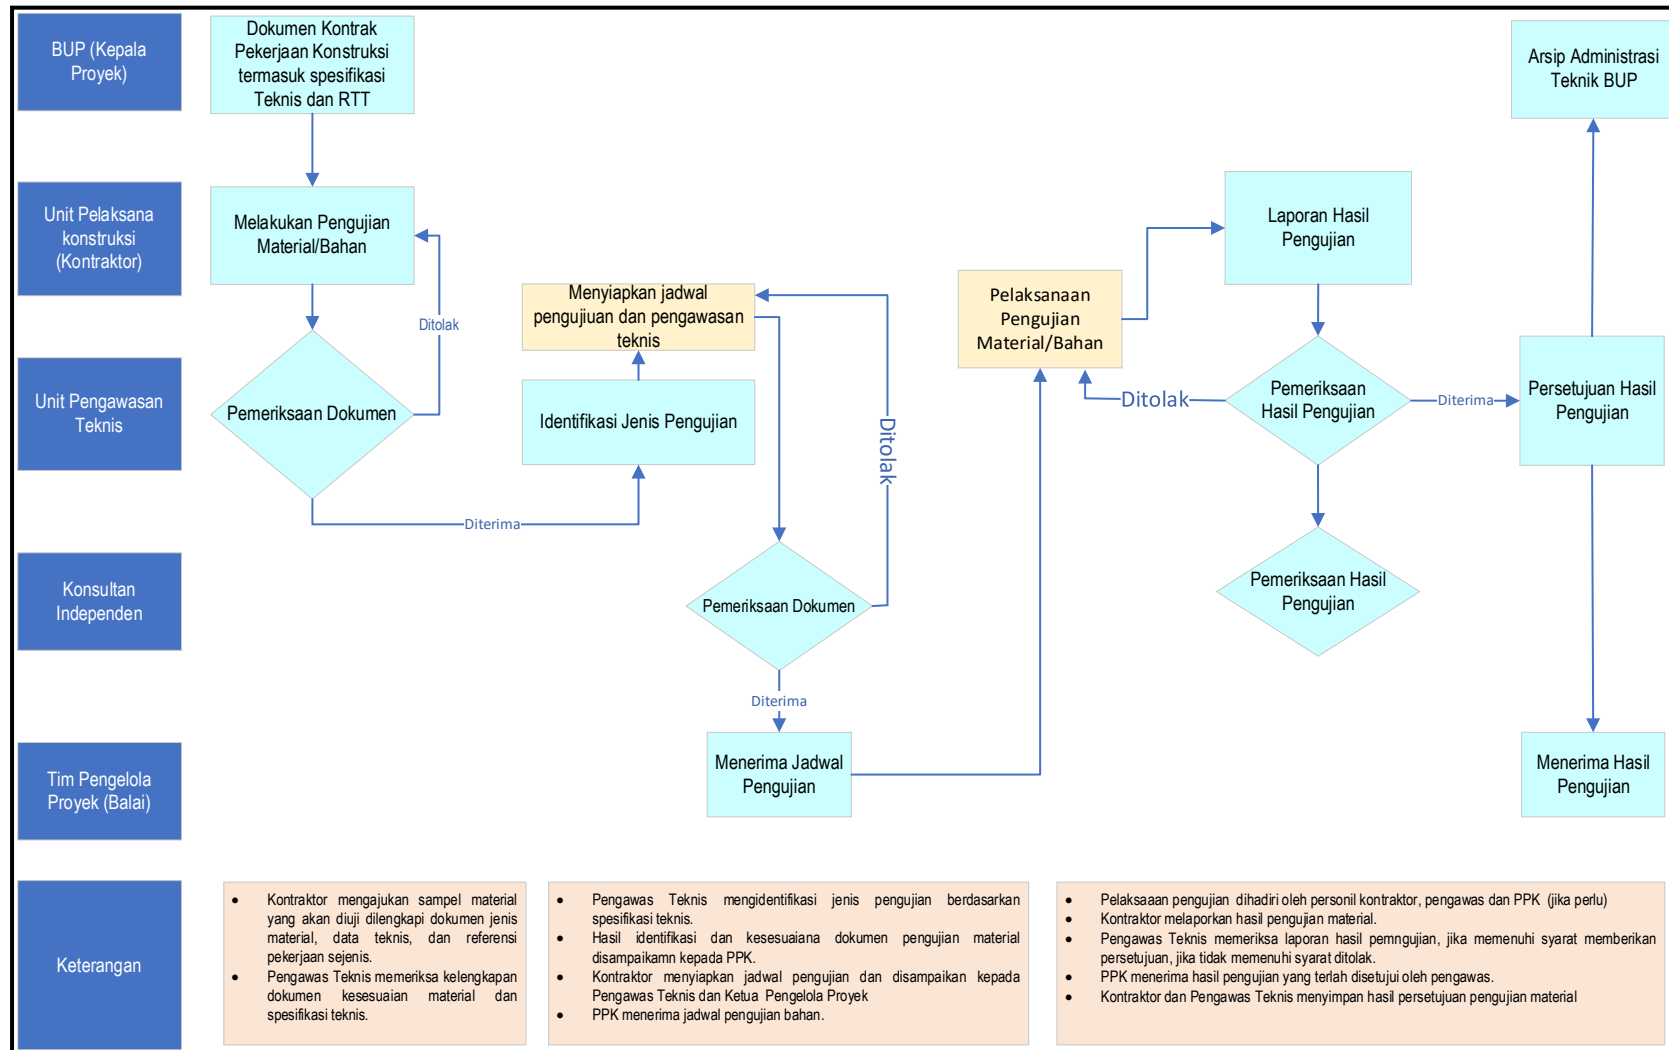 BUP (Kepala
Proyek)
Dokumen Kontrak
Pekerjaan Konstruksi
termasuk spesifikasi
Teknis dan RTT
Arsip Administrasi
Teknik BUP
Unit Pelaksana
konstruksi
(Kontraktor)
Melakukan Pengujian
Material/Bahan
Laporan Hasil
Pengujian
Ditolak
Menyiapkan jadwal
pengujiuan dan pengawasan
teknis
Pelaksanaan
Pengujian
Material/Bahan
Unit Pengawasan
Teknis
Pemeriksaan Dokumen
Identifikasi Jenis Pengujian
Ditolak
Ditolak
Pemeriksaan
Hasil Pengujian
Diterima
Persetujuan Hasil
Pengujian
Diterima
Konsultan
Independen
Pemeriksaan Dokumen
Pemeriksaan Hasil
Pengujian
Diterima
Tim Pengelola
Proyek (Balai)
Menerima Jadwal
Pengujian
Menerima Hasil
Pengujian
Keterangan
• Kontraktor mengajukan sampel material
yang akan diuji dilengkapi dokumen jenis
material, data teknis, dan referensi
pekerjaan sejenis.
• Pengawas Teknis memeriksa kelengkapan
dokumen kesesuaian material dan
spesifikasi teknis.
• Pengawas Teknis mengidentifikasi jenis pengujian berdasarkan
spesifikasi teknis.
• Hasil identifikasi dan kesesuaiana dokumen pengujian material
disampaikamn kepada PPK.
• Kontraktor menyiapkan jadwal pengujian dan disampaikan kepada
Pengawas Teknis dan Ketua Pengelola Proyek
• PPK menerima jadwal pengujian bahan.
• Pelaksaaan pengujian dihadiri oleh personil kontraktor, pengawas dan PPK (jika perlu)
• Kontraktor melaporkan hasil pengujian material.
• Pengawas Teknis memeriksa laporan hasil pemngujian, jika memenuhi syarat memberikan
persetujuan, jika tidak memenuhi syarat ditolak.
• PPK menerima hasil pengujian yang terlah disetujui oleh pengawas.
• Kontraktor dan Pengawas Teknis menyimpan hasil persetujuan pengujian material